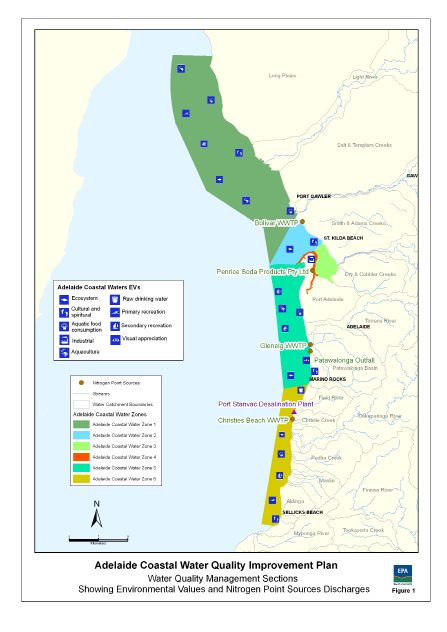 Long Plains
Light River
Salt & Templers Creeks
GAW
PORT GAWLER
Bolivar WWTP
Smith & Adams Creeks
ST. KILDA BEACH
Penrice Soda Products Pty Ltd
Dry & Cobbler Creeks
Port Adelaide
Torrens River
ADELAIDE
Glenelg WWTP
Patawalonga Outfall
Patawalonga Basin
MARINO ROCKS
Field River
Port Stanvac Desalination Plant
Christies Beach WWTP
Christie Creek
Onkaparinga River
Pedler Creek
Maslin
Finniss River
Aldinga
SELLICKS BEACH
Myponga River
Tookayerta Creek
Adelaide Coastal Waters EVs
Ecosystem
Raw drinking water
Cultural and spiritual
Primary recreation
Aquatic food consumption
Secondary recreation
Industrial
Visual appreciation
Aquaculture
Nitrogen Point Sources
Streams
Water Catchment Boundaries
Adelaide Coastal Water Zones
Adelaide Coastal Water Zone 1
Adelaide Coastal Water Zone 2
Adelaide Coastal Water Zone 3
Adelaide Coastal Water Zone 4
Adelaide Coastal Water Zone 5
Adelaide Coastal Water Zone 6
N
Kilometers
Adelaide Coastal Water Quality Improvement Plan
Water Quality Management Sections
Showing Environmental Values and Nitrogen Point Sources Discharges
EPA
Figure 1